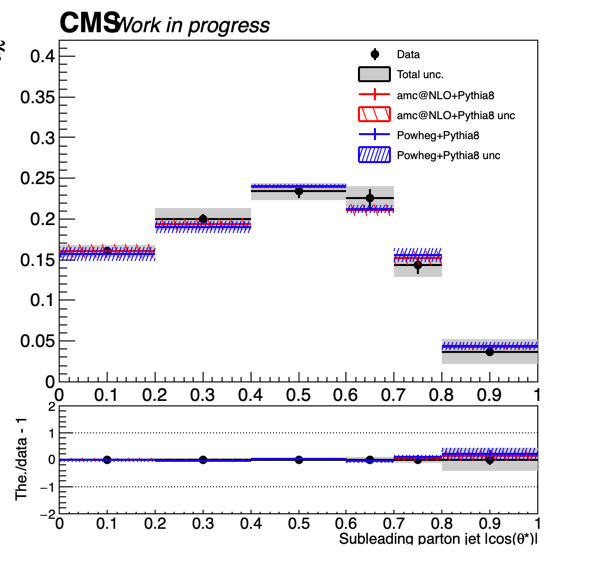 CMS Work in progress
0.4
Data
Total unc.
0.35
amc@NLO+Pythia8
amc@NLO+Pythia8 unc
0.3
Powheg+Pythia8
Powheg+Pythia8 unc
0.25
0.2
0.15
0.1
0.05
0
0 0.1 0.2 0.3 0.4 0.5 0.6 0.7 0.8 0.9 1
The./data - 1
2
1
0
−1
−2
0 0.1 0.2 0.3 0.4 0.5 0.6 0.7 0.8 0.9 1
Subleading parton jet |cos(θ*)|